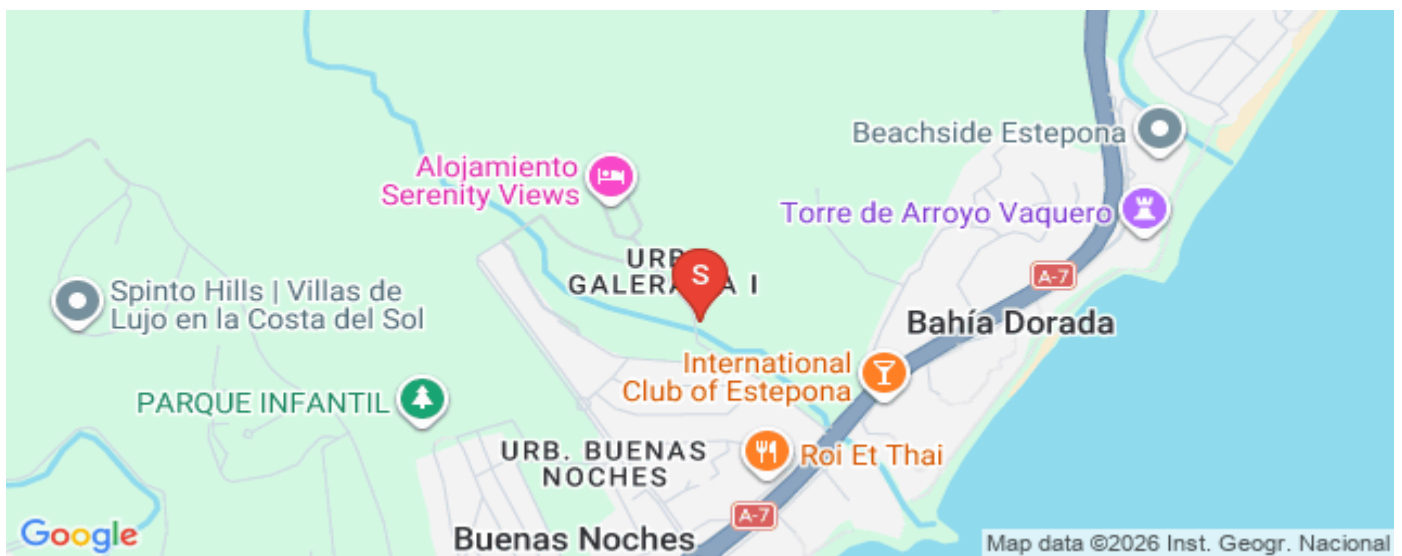 Beachside Estepona
Alojamiento
Serenity Views
Torre de Arroyo Vaquero
URB.
GALERA I
S
A-7
Spinto Hills | Villas de
Lujo en la Costa del Sol
Bahía Dorada
International
Club of Estepona
PARQUE INFANTIL
URB. BUENAS
NOCHES
Roi Et Thai
A-7
Buenas Noches
Google
Map data ©2026 Inst. Geogr. Nacional